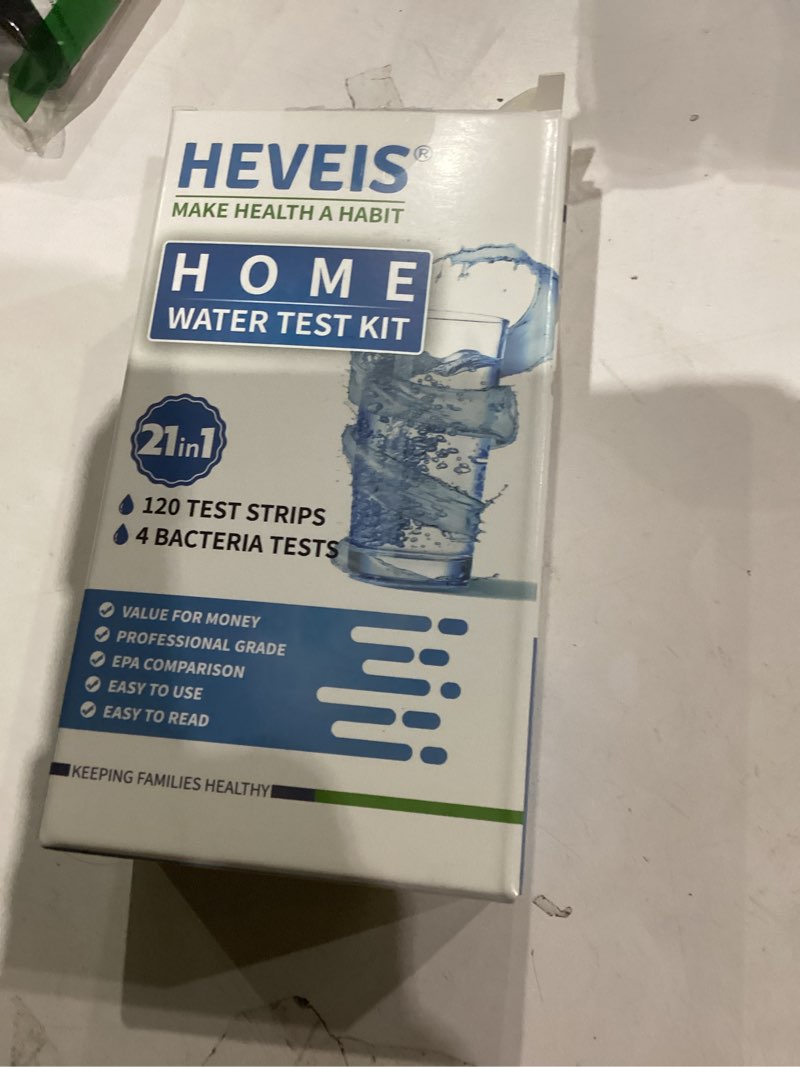 HEVEIS®
MAKE HEALTH A HABIT
HOME
WATER TEST KIT
21in1
120 TEST STRIPS
4 BACTERIA TESTS
VALUE FOR MONEY
PROFESSIONAL GRADE
EPA COMPARISON
EASY TO USE
EASY TO READ
KEEPING FAMILIES HEALTHY